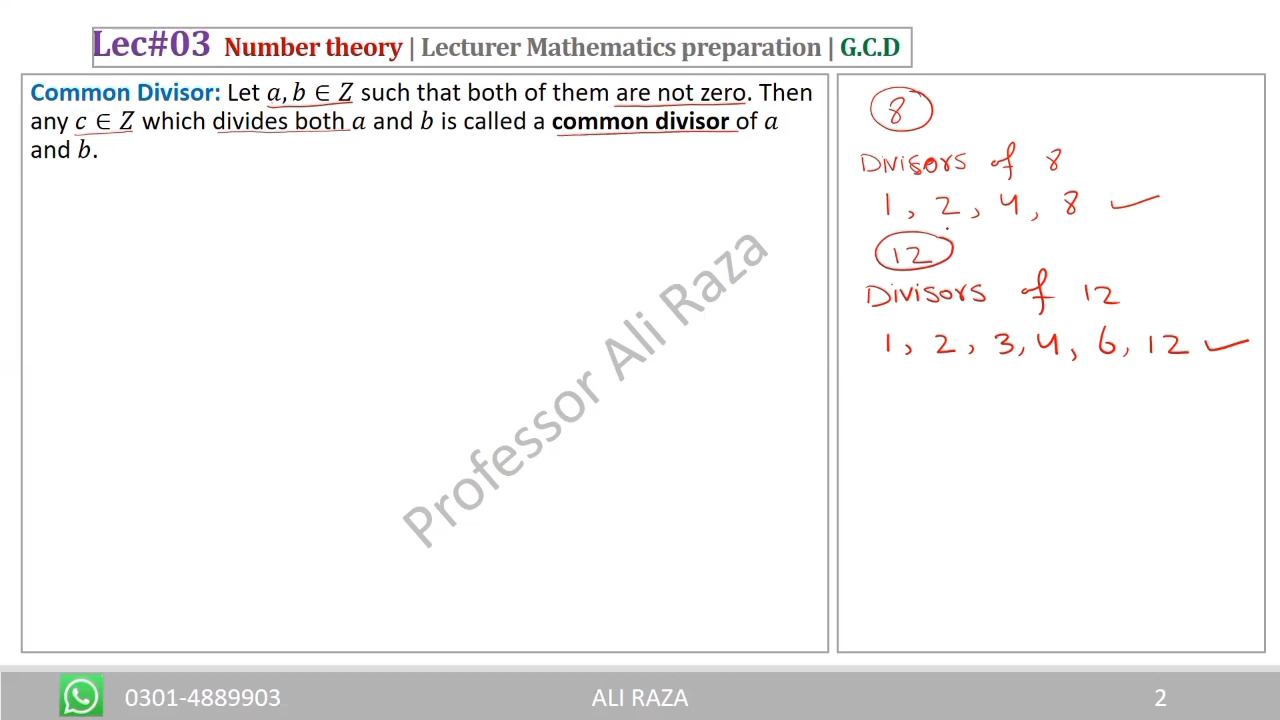 Lec#03 Number theory | Lecturer Mathematics preparation | G.C.D
Common Divisor: Let a, b ∈ Z such that both of them are not zero. Then
any c ∈ Z which divides both a and b is called a common divisor of a
and b.
8
Divisors of 8
1, 2, 4, 8
12
Divisors of 12
1, 2, 3, 4, 6, 12
Professor Ali Raza
0301-4889903 ALI RAZA 2